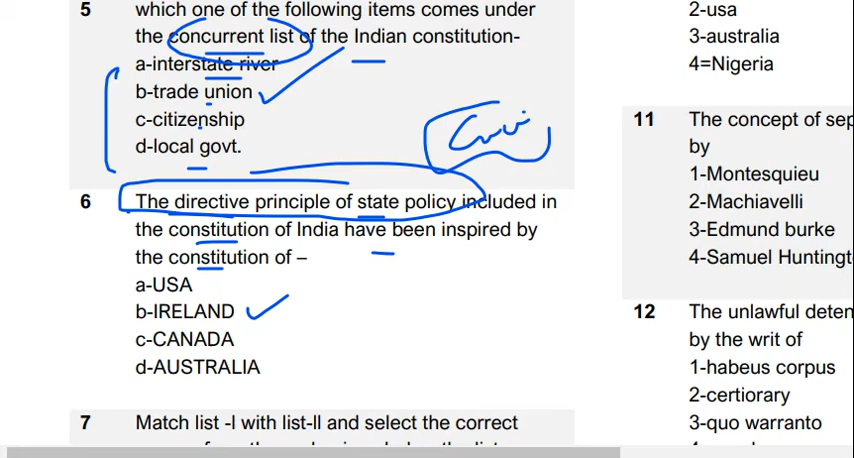 5 which one of the following items comes under
the concurrent list of the Indian constitution-
a-interstate river
b-trade union
c-citizenship
d-local govt.
6 The directive principle of state policy included in
the constitution of India have been inspired by
the constitution of –
a-USA
b-IRELAND
c-CANADA
d-AUSTRALIA
7 Match list -l with list-ll and select the correct
2-usa
3-australia
4=Nigeria
11 The concept of sep
by
1-Montesquieu
2-Machiavelli
3-Edmund burke
4-Samuel Huntingt
12 The unlawful deten
by the writ of
1-habeus corpus
2-certiorary
3-quo warranto